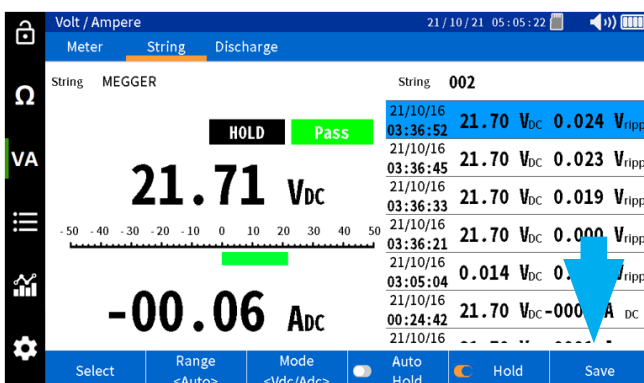 Volt / Ampere 21 / 10 / 21 05 : 05 : 22
Meter String Discharge
String MEGGER
HOLD Pass
21.71 VDC
-50 -40 -30 -20 -10 0 10 20 30 40 50
-00.06 ADC
Ω
VA
String 002
21/10/16
03:36:52 21.70 VDC 0.024 Vripp
21/10/16
03:36:45 21.70 VDC 0.023 Vripp
21/10/16
03:36:33 21.70 VDC 0.019 Vripp
21/10/16
03:36:21 21.70 VDC 0.000 Vripp
21/10/16
03:05:04 0.014 VDC Vripp
21/10/16
00:24:42 21.70 VDC A DC
21/10/16
Select
Range
<Auto>
Mode
<Vdc/Adc>
Auto
Hold
Hold
Save